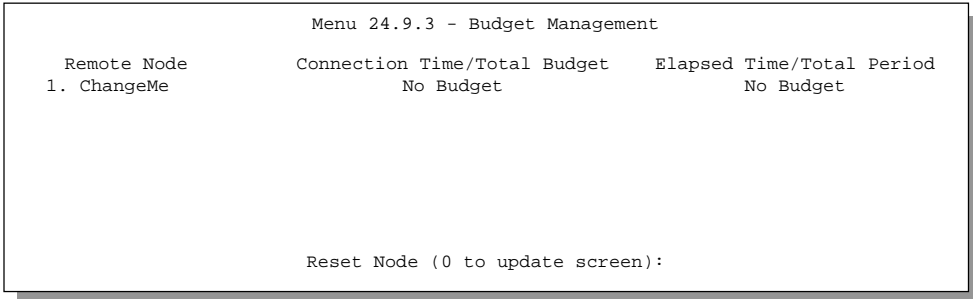 Menu 24.9.3 - Budget Management
Remote Node Connection Time/Total Budget Elapsed Time/Total Period
1. ChangeMe No Budget No Budget
Reset Node (0 to update screen):